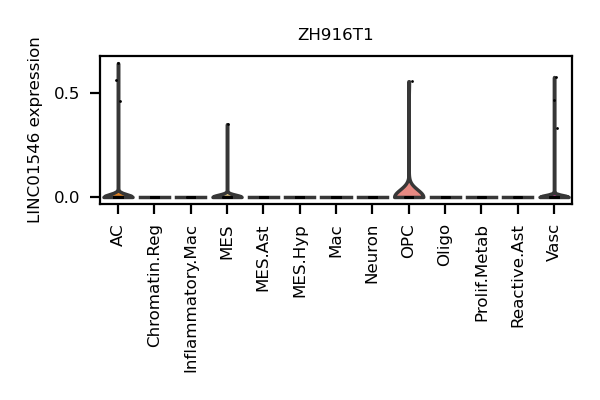 ZH916T1
LINC01546 expression
0.5
0.0
AC
Chromatin.Reg
Inflammatory.Mac
MES
MES.Ast
MES.Hyp
Mac
Neuron
OPC
Oligo
Prolif.Metab
Reactive.Ast
Vasc